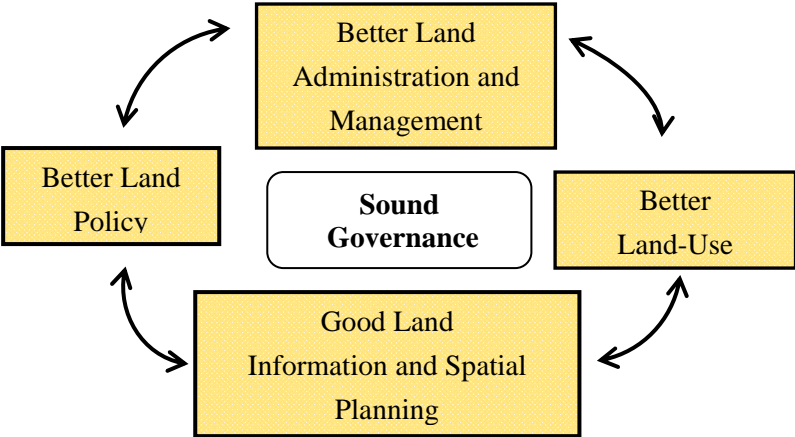 Better Land
Administration and
Management
Better Land
Policy
Sound
Governance
Better
Land-Use
Good Land
Information and Spatial
Planning